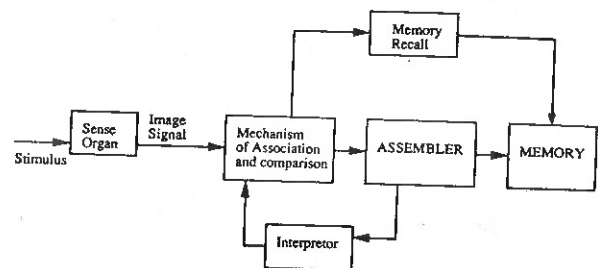 Memory
Recall
Image
Signal
Sense
Organ
Stimulus
Mechanism
of Association
and comparison
ASSEMBLER
MEMORY
Interpretor